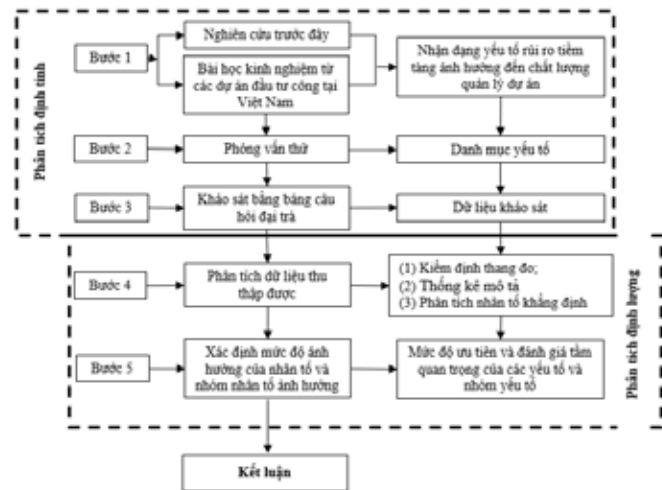 Phân tích định tính
Bước 1
Nghiên cứu trước đây
Bài học kinh nghiệm từ
các dự án đầu tư công tại
Việt Nam
Nhận dạng yếu tố rủi ro tiềm
tàng ảnh hưởng đến chất lượng
quản lý dự án
Bước 2
Phỏng vấn thử
Danh mục yếu tố
Bước 3
Khảo sát bằng bảng câu
hỏi đại trà
Dữ liệu khảo sát
Phân tích định lượng
Bước 4
Phân tích dữ liệu thu
thập được
(1) Kiểm định thang đo;
(2) Thống kê mô tả
(3) Phân tích nhân tố khẳng định
Bước 5
Xác định mức độ ảnh
hưởng của nhân tố và
nhóm nhân tố ảnh hưởng
Mức độ ưu tiên và đánh giá tầm
quan trọng của các yếu tố và
nhóm yếu tố
Kết luận